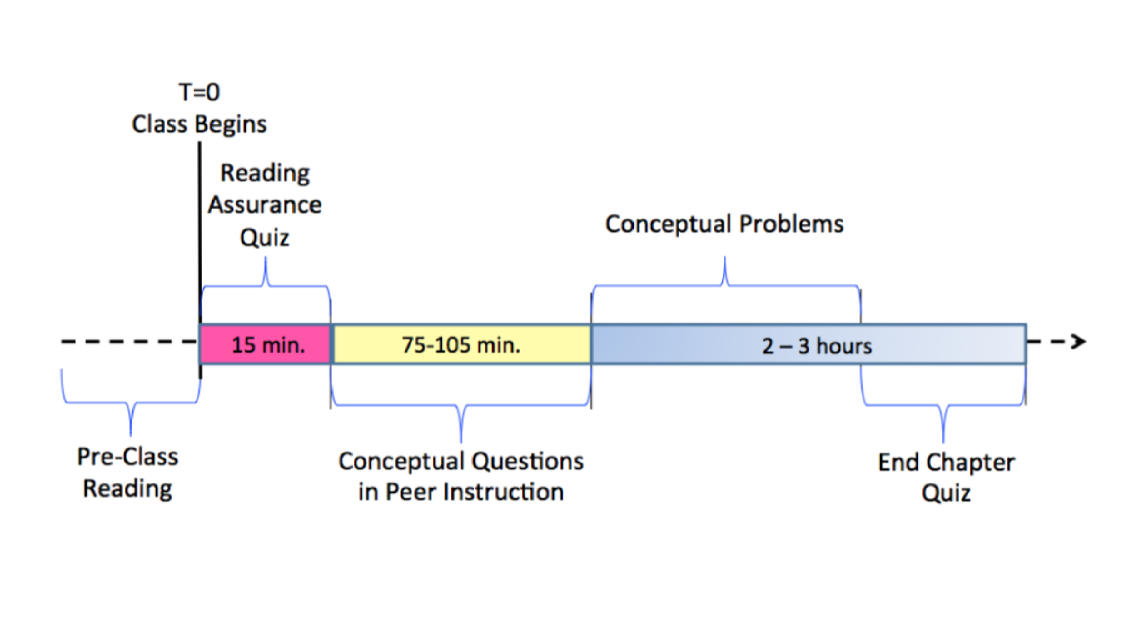 T=0
Class Begins
Reading
Assurance
Quiz
Conceptual Problems
15 min.
75-105 min.
2 – 3 hours
Pre-Class
Reading
Conceptual Questions
in Peer Instruction
End Chapter
Quiz